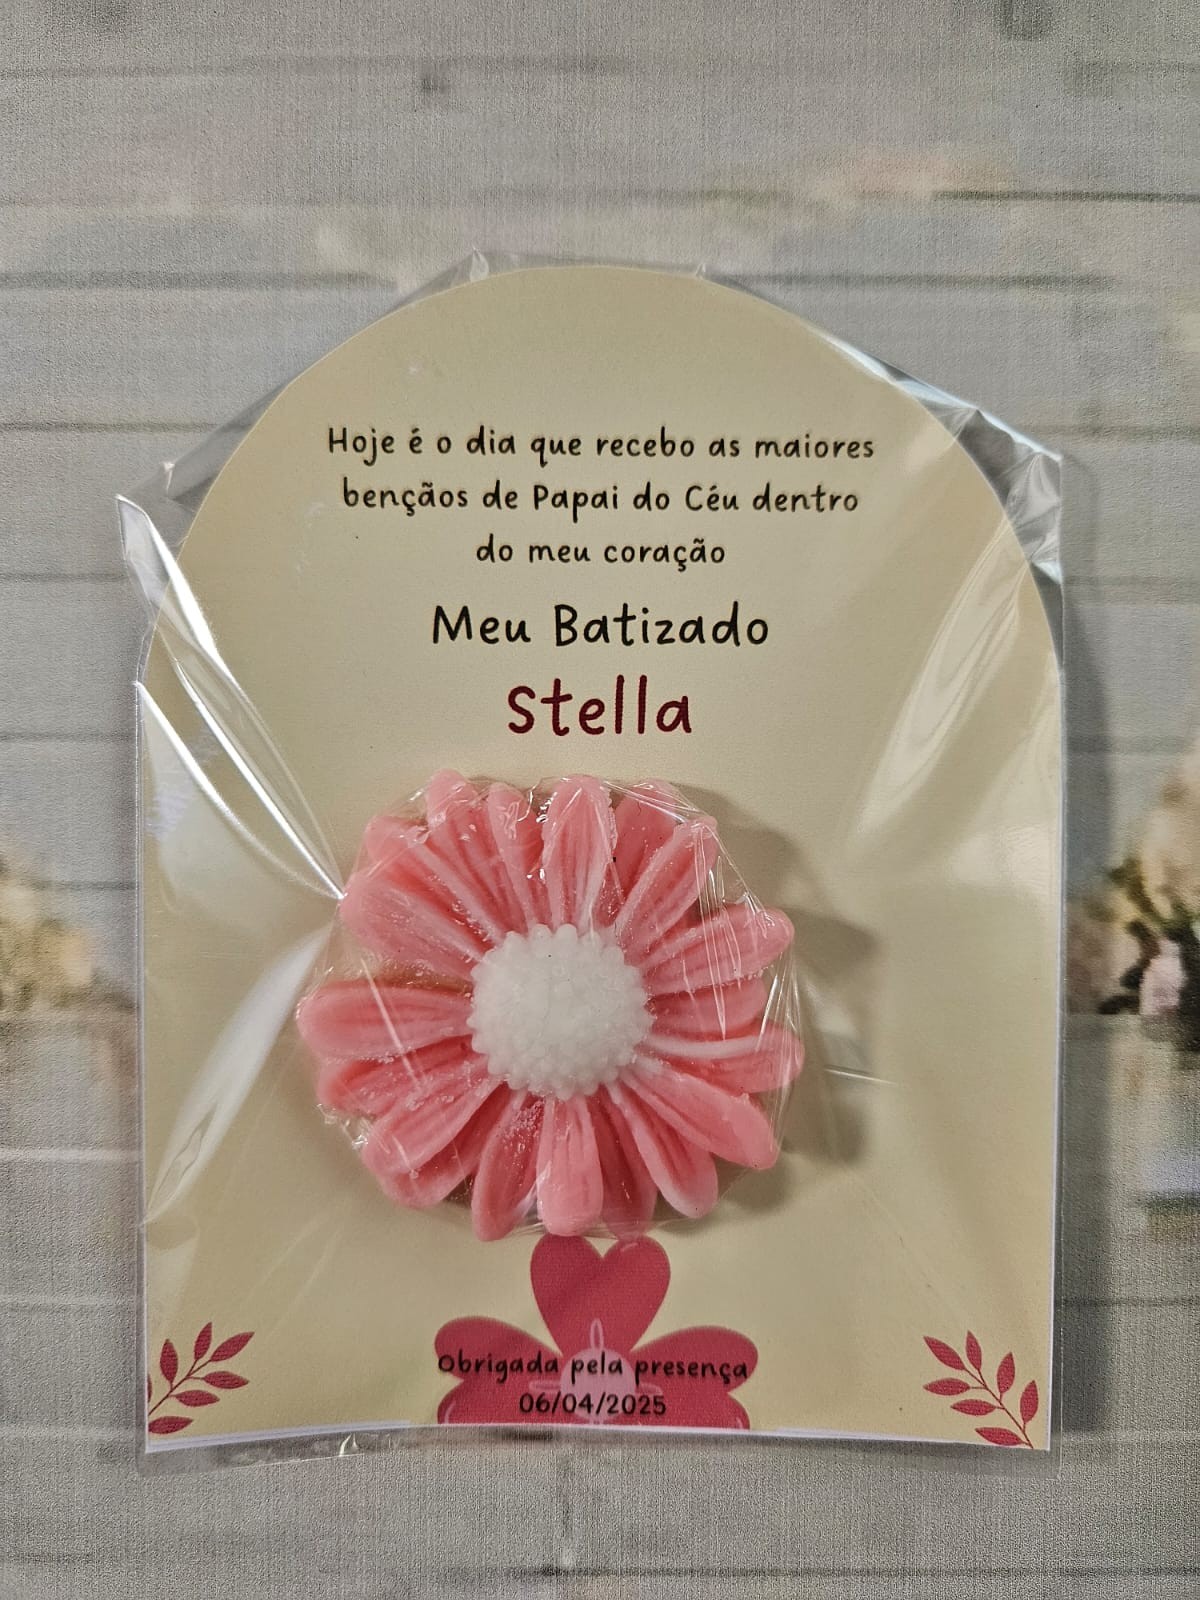 Hoje é o dia que recebo as maiores
bençãos de Papai do Céu dentro
do meu coração
Meu Batizado
Stella
Obrigada pela presença
06/04/2025